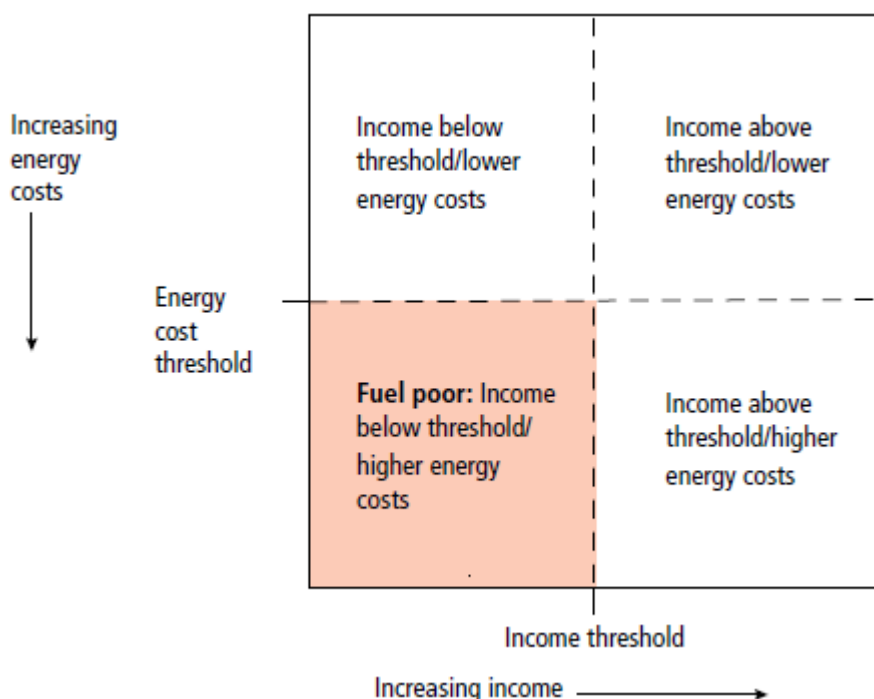 Increasing
energy
costs
Income below
threshold/lower
energy costs
Income above
threshold/lower
energy costs
Energy
cost
threshold
Fuel poor: Income
below threshold/
higher energy
costs
Income above
threshold/higher
energy costs
Income threshold
Increasing income